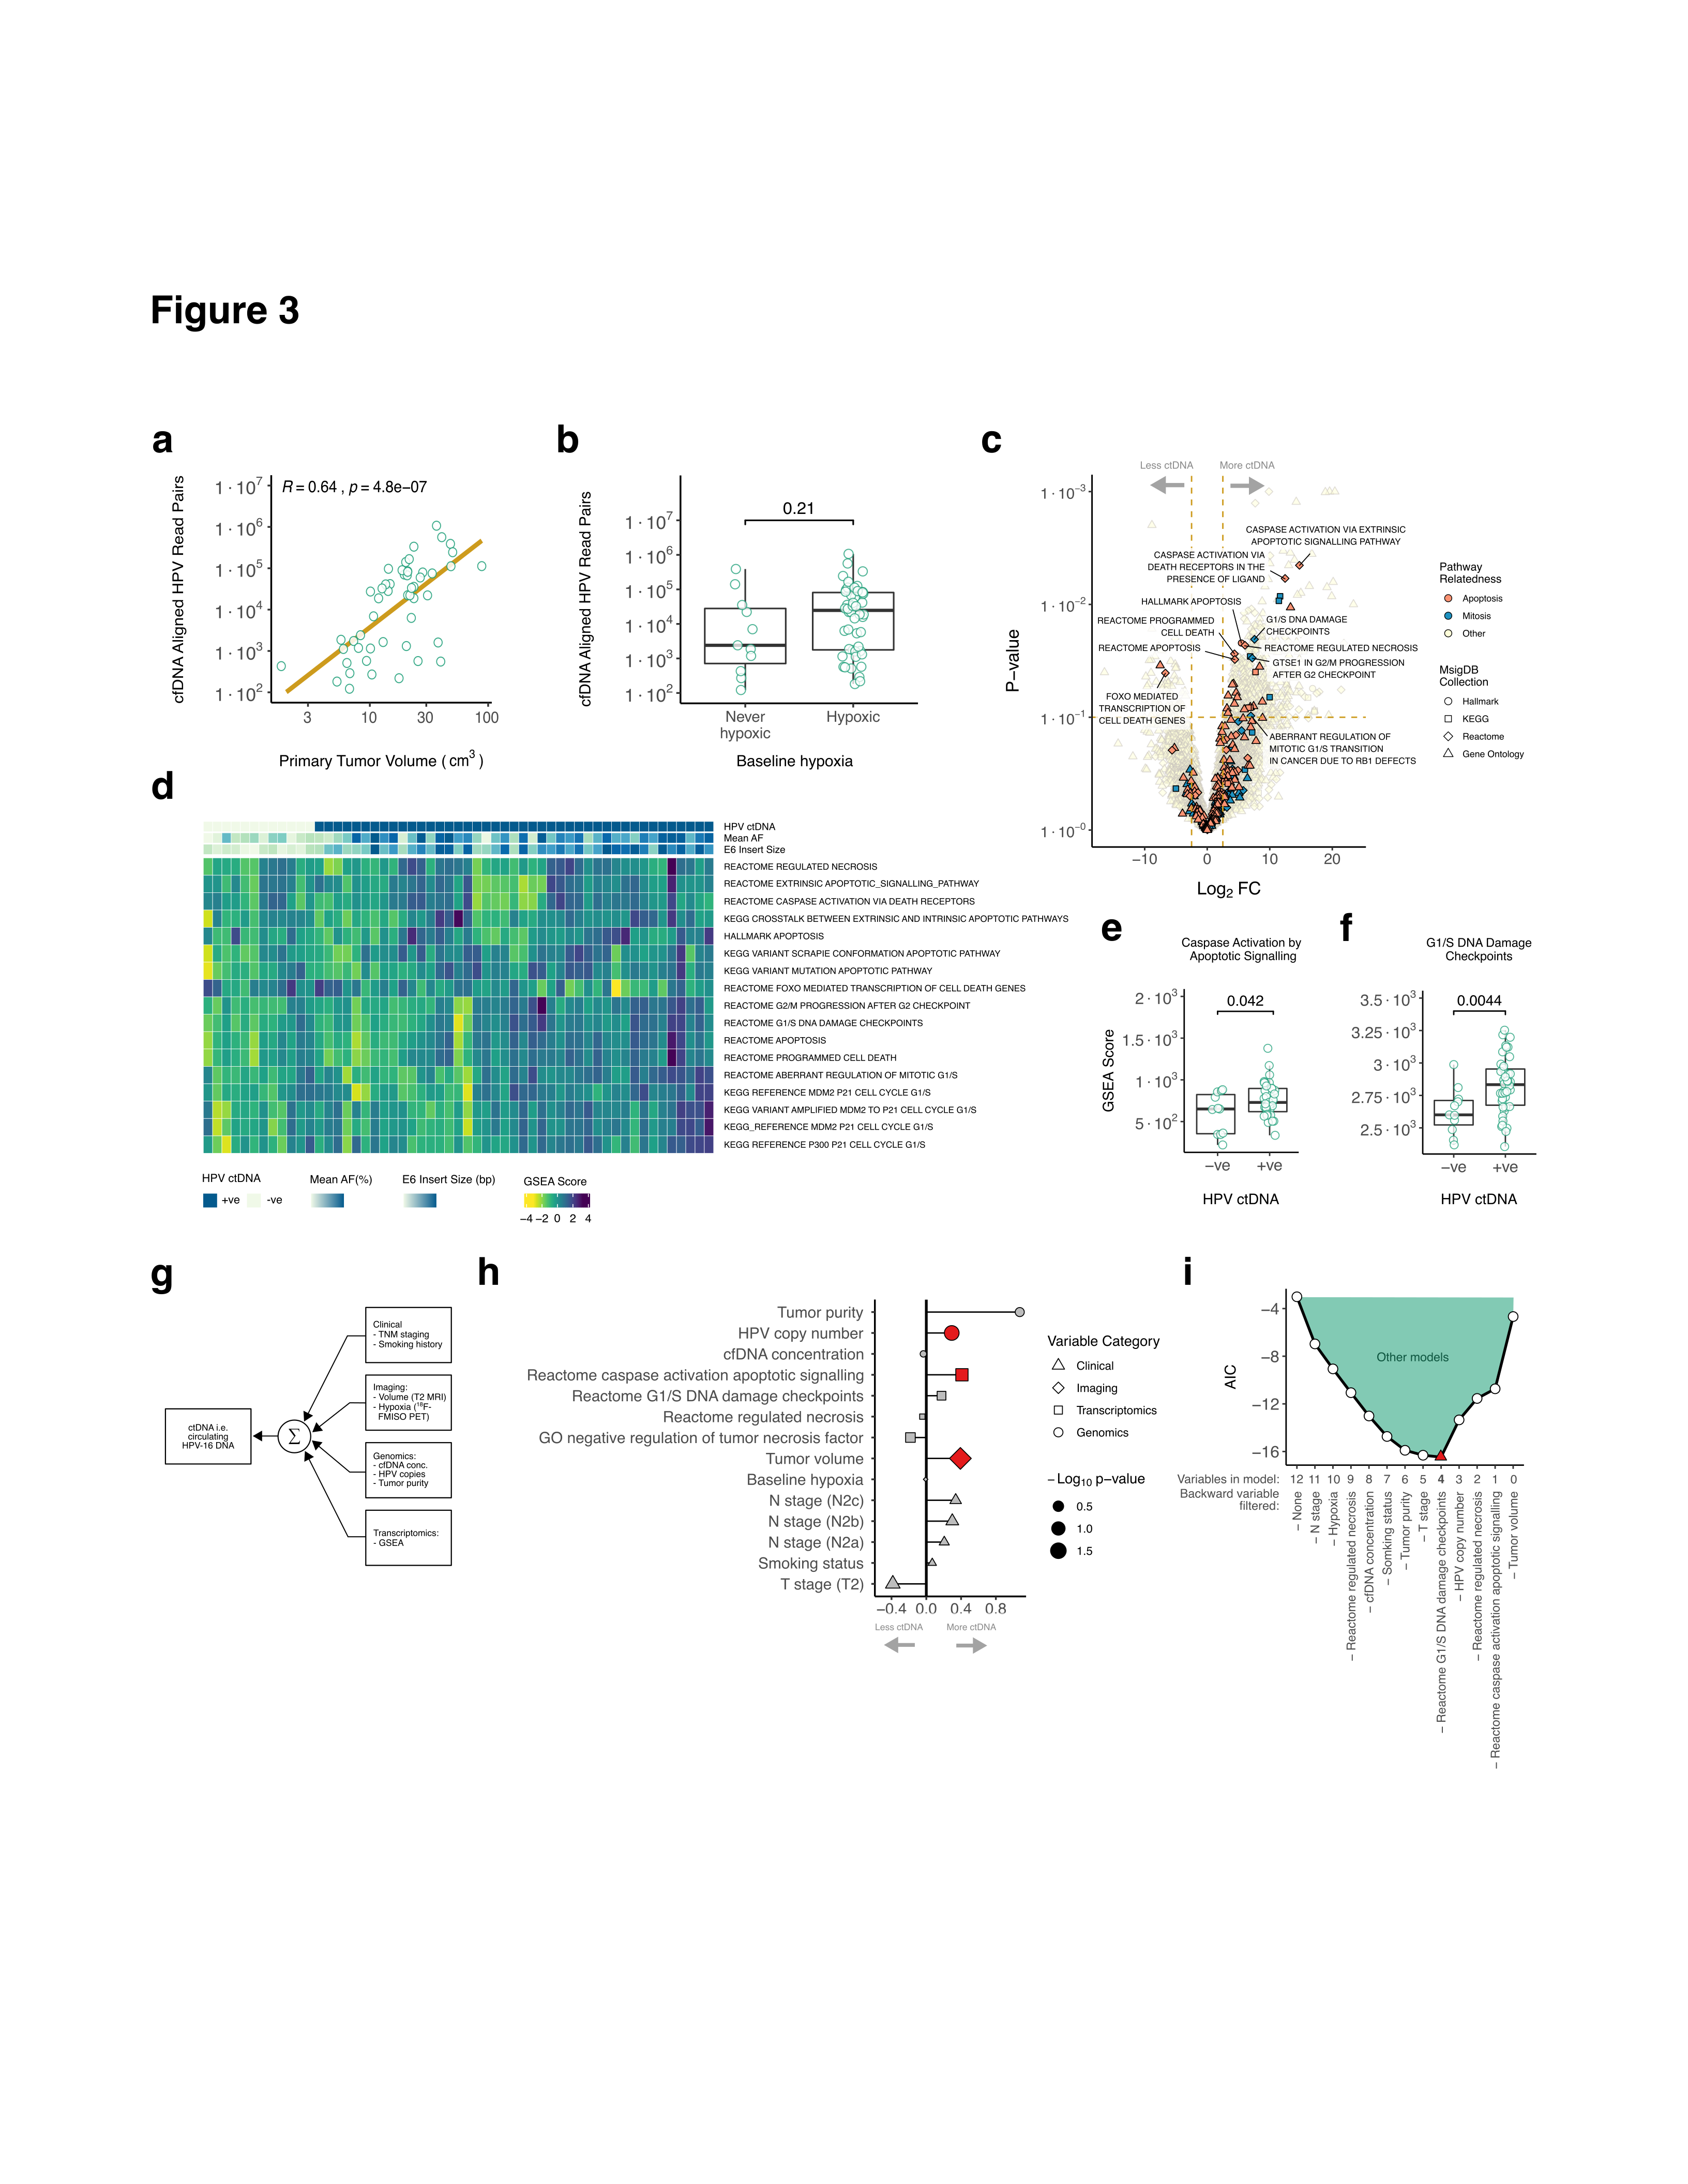 Figure 3
a
cfDNA Aligned HPV Read Pairs
R = 0.64 , p = 4.8e−07
1 · 10^7
1 · 10^6
1 · 10^5
1 · 10^4
1 · 10^3
1 · 10^2
3 10 30 100
Primary Tumor Volume ( cm^3 )
b
cfDNA Aligned HPV Read Pairs
0.21
1 · 10^7
1 · 10^6
1 · 10^5
1 · 10^4
1 · 10^3
1 · 10^2
Never
hypoxic
Hypoxic
Baseline hypoxia
c
Less ctDNA More ctDNA
P−value
1 · 10^−3
1 · 10^−2
1 · 10^−1
1 · 10^−0
CASPASE ACTIVATION VIA EXTRINSIC
APOPTOTIC SIGNALLING PATHWAY
CASPASE ACTIVATION VIA
DEATH RECEPTORS IN THE
PRESENCE OF LIGAND
HALLMARK APOPTOSIS
REACTOME PROGRAMMED
CELL DEATH
G1/S DNA DAMAGE
CHECKPOINTS
REACTOME APOPTOSIS
REACTOME REGULATED NECROSIS
GTSE1 IN G2/M PROGRESSION
AFTER G2 CHECKPOINT
FOXO MEDIATED
TRANSCRIPTION OF
CELL DEATH GENES
ABERRANT REGULATION OF
MITOTIC G1/S TRANSITION
IN CANCER DUE TO RB1 DEFECTS
−10 0 10 20
Log2 FC
Pathway
Relatedness
Apoptosis
Mitosis
Other
MsigDB
Collection
Hallmark
KEGG
Reactome
Gene Ontology
d
HPV ctDNA
Mean AF
E6 Insert Size
REACTOME REGULATED NECROSIS
REACTOME EXTRINSIC APOPTOTIC_SIGNALLING_PATHWAY
REACTOME CASPASE ACTIVATION VIA DEATH RECEPTORS
KEGG CROSSTALK BETWEEN EXTRINSIC AND INTRINSIC APOPTOTIC PATHWAYS
HALLMARK APOPTOSIS
KEGG VARIANT SCRAPIE CONFORMATION APOPTOTIC PATHWAY
KEGG VARIANT MUTATION APOPTOTIC PATHWAY
REACTOME FOXO MEDIATED TRANSCRIPTION OF CELL DEATH GENES
REACTOME G2/M PROGRESSION AFTER G2 CHECKPOINT
REACTOME G1/S DNA DAMAGE CHECKPOINTS
REACTOME APOPTOSIS
REACTOME PROGRAMMED CELL DEATH
REACTOME ABERRANT REGULATION OF MITOTIC G1/S
KEGG REFERENCE MDM2 P21 CELL CYCLE G1/S
KEGG VARIANT AMPLIFIED MDM2 TO P21 CELL CYCLE G1/S
KEGG_REFERENCE MDM2 P21 CELL CYCLE G1/S
KEGG REFERENCE P300 P21 CELL CYCLE G1/S
HPV ctDNA
+ve -ve
Mean AF(%)
E6 Insert Size (bp)
GSEA Score
−4 −2 0 2 4
e
Caspase Activation by
Apoptotic Signalling
GSEA Score
0.042
2 · 10^3
1.5 · 10^3
1 · 10^3
5 · 10^2
−ve +ve
HPV ctDNA
f
G1/S DNA Damage
Checkpoints
0.0044
3.5 · 10^3
3.25 · 10^3
3 · 10^3
2.75 · 10^3
2.5 · 10^3
−ve +ve
HPV ctDNA
g
ctDNA i.e.
circulating
HPV-16 DNA
Σ
Clinical
- TNM staging
- Smoking history
Imaging:
- Volume (T2 MRI)
- Hypoxia (18F-
FMISO PET)
Genomics:
- cfDNA conc.
- HPV copies
- Tumor purity
Transcriptomics:
- GSEA
h
Tumor purity
HPV copy number
cfDNA concentration
Reactome caspase activation apoptotic signalling
Reactome G1/S DNA damage checkpoints
Reactome regulated necrosis
GO negative regulation of tumor necrosis factor
Tumor volume
Baseline hypoxia
N stage (N2c)
N stage (N2b)
N stage (N2a)
Smoking status
T stage (T2)
−0.4 0.0 0.4 0.8
Less ctDNA More ctDNA
Variable Category
Clinical
Imaging
Transcriptomics
Genomics
− Log10 p−value
0.5
1.0
1.5
i
AIC
−4
−8
−12
−16
Other models
Variables in model: 12 11 10 9 8 7 6 5 4 3 2 1 0
Backward variable
filtered:
− None
− N stage
− Hypoxia
− Reactome regulated necrosis
− cfDNA concentration
− Somking status
− Tumor purity
− T stage
− Reactome G1/S DNA damage checkpoints
− HPV copy number
− Reactome regulated necrosis
− Reactome caspase activation apoptotic signalling
− Tumor volume